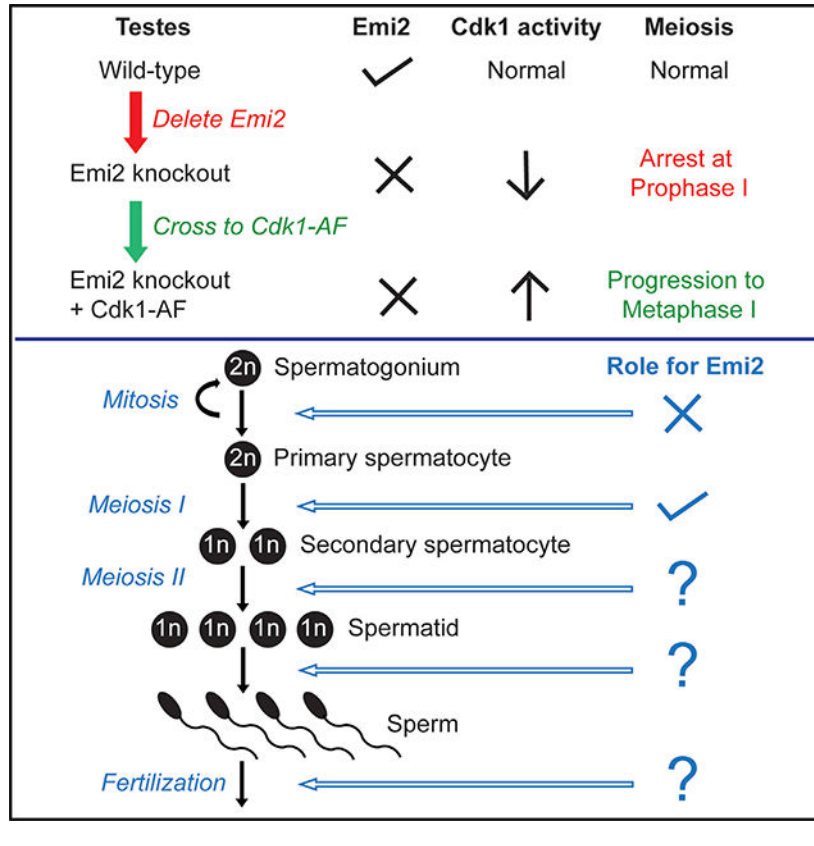 Testes Emi2 Cdk1 activity Meiosis
Wild-type Normal Normal
Delete Emi2
Emi2 knockout
Arrest at
Prophase I
Cross to Cdk1-AF
Emi2 knockout
+ Cdk1-AF
Progression to
Metaphase I
2n Spermatogonium Role for Emi2
Mitosis
2n Primary spermatocyte
Meiosis I
1n 1n Secondary spermatocyte
Meiosis II ?
1n 1n 1n 1n Spermatid
?
Sperm
Fertilization ?